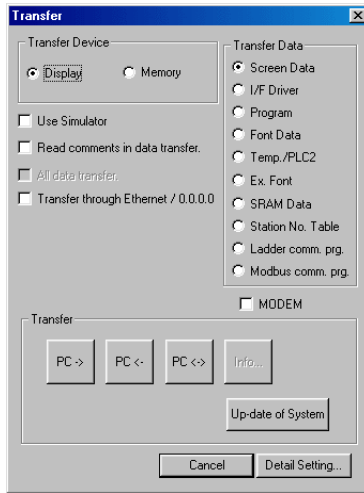 Transfer
Transfer Device
Display
Memory
Use Simulator
Read comments in data transfer.
All data transfer.
Transfer through Ethernet / 0.0.0.0
Transfer Data
Screen Data
I/F Driver
Program
Font Data
Temp./PLC2
Ex. Font
SRAM Data
Station No. Table
Ladder comm. prg.
Modbus comm. prg.
MODEM
Transfer
PC ->
PC <-
PC <->
Info...
Up-date of System
Cancel
Detail Setting...